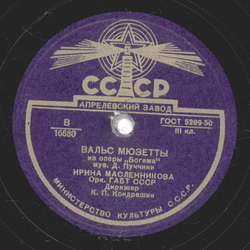 СССР
АПРЕЛЕВСКИЙ ЗАВОД
В
16680
ГОСТ 5289-50
III кл.
ВАЛЬС МЮЗЕТТЫ
из оперы „Богема"
муз. Д. Пуччини
ИРИНА МАСЛЕННИКОВА
Орк. ГАБТ СССР
Дирижер
К. П. Кондрашин
МИНИСТЕРСТВО КУЛЬТУРЫ С.С.С.Р.